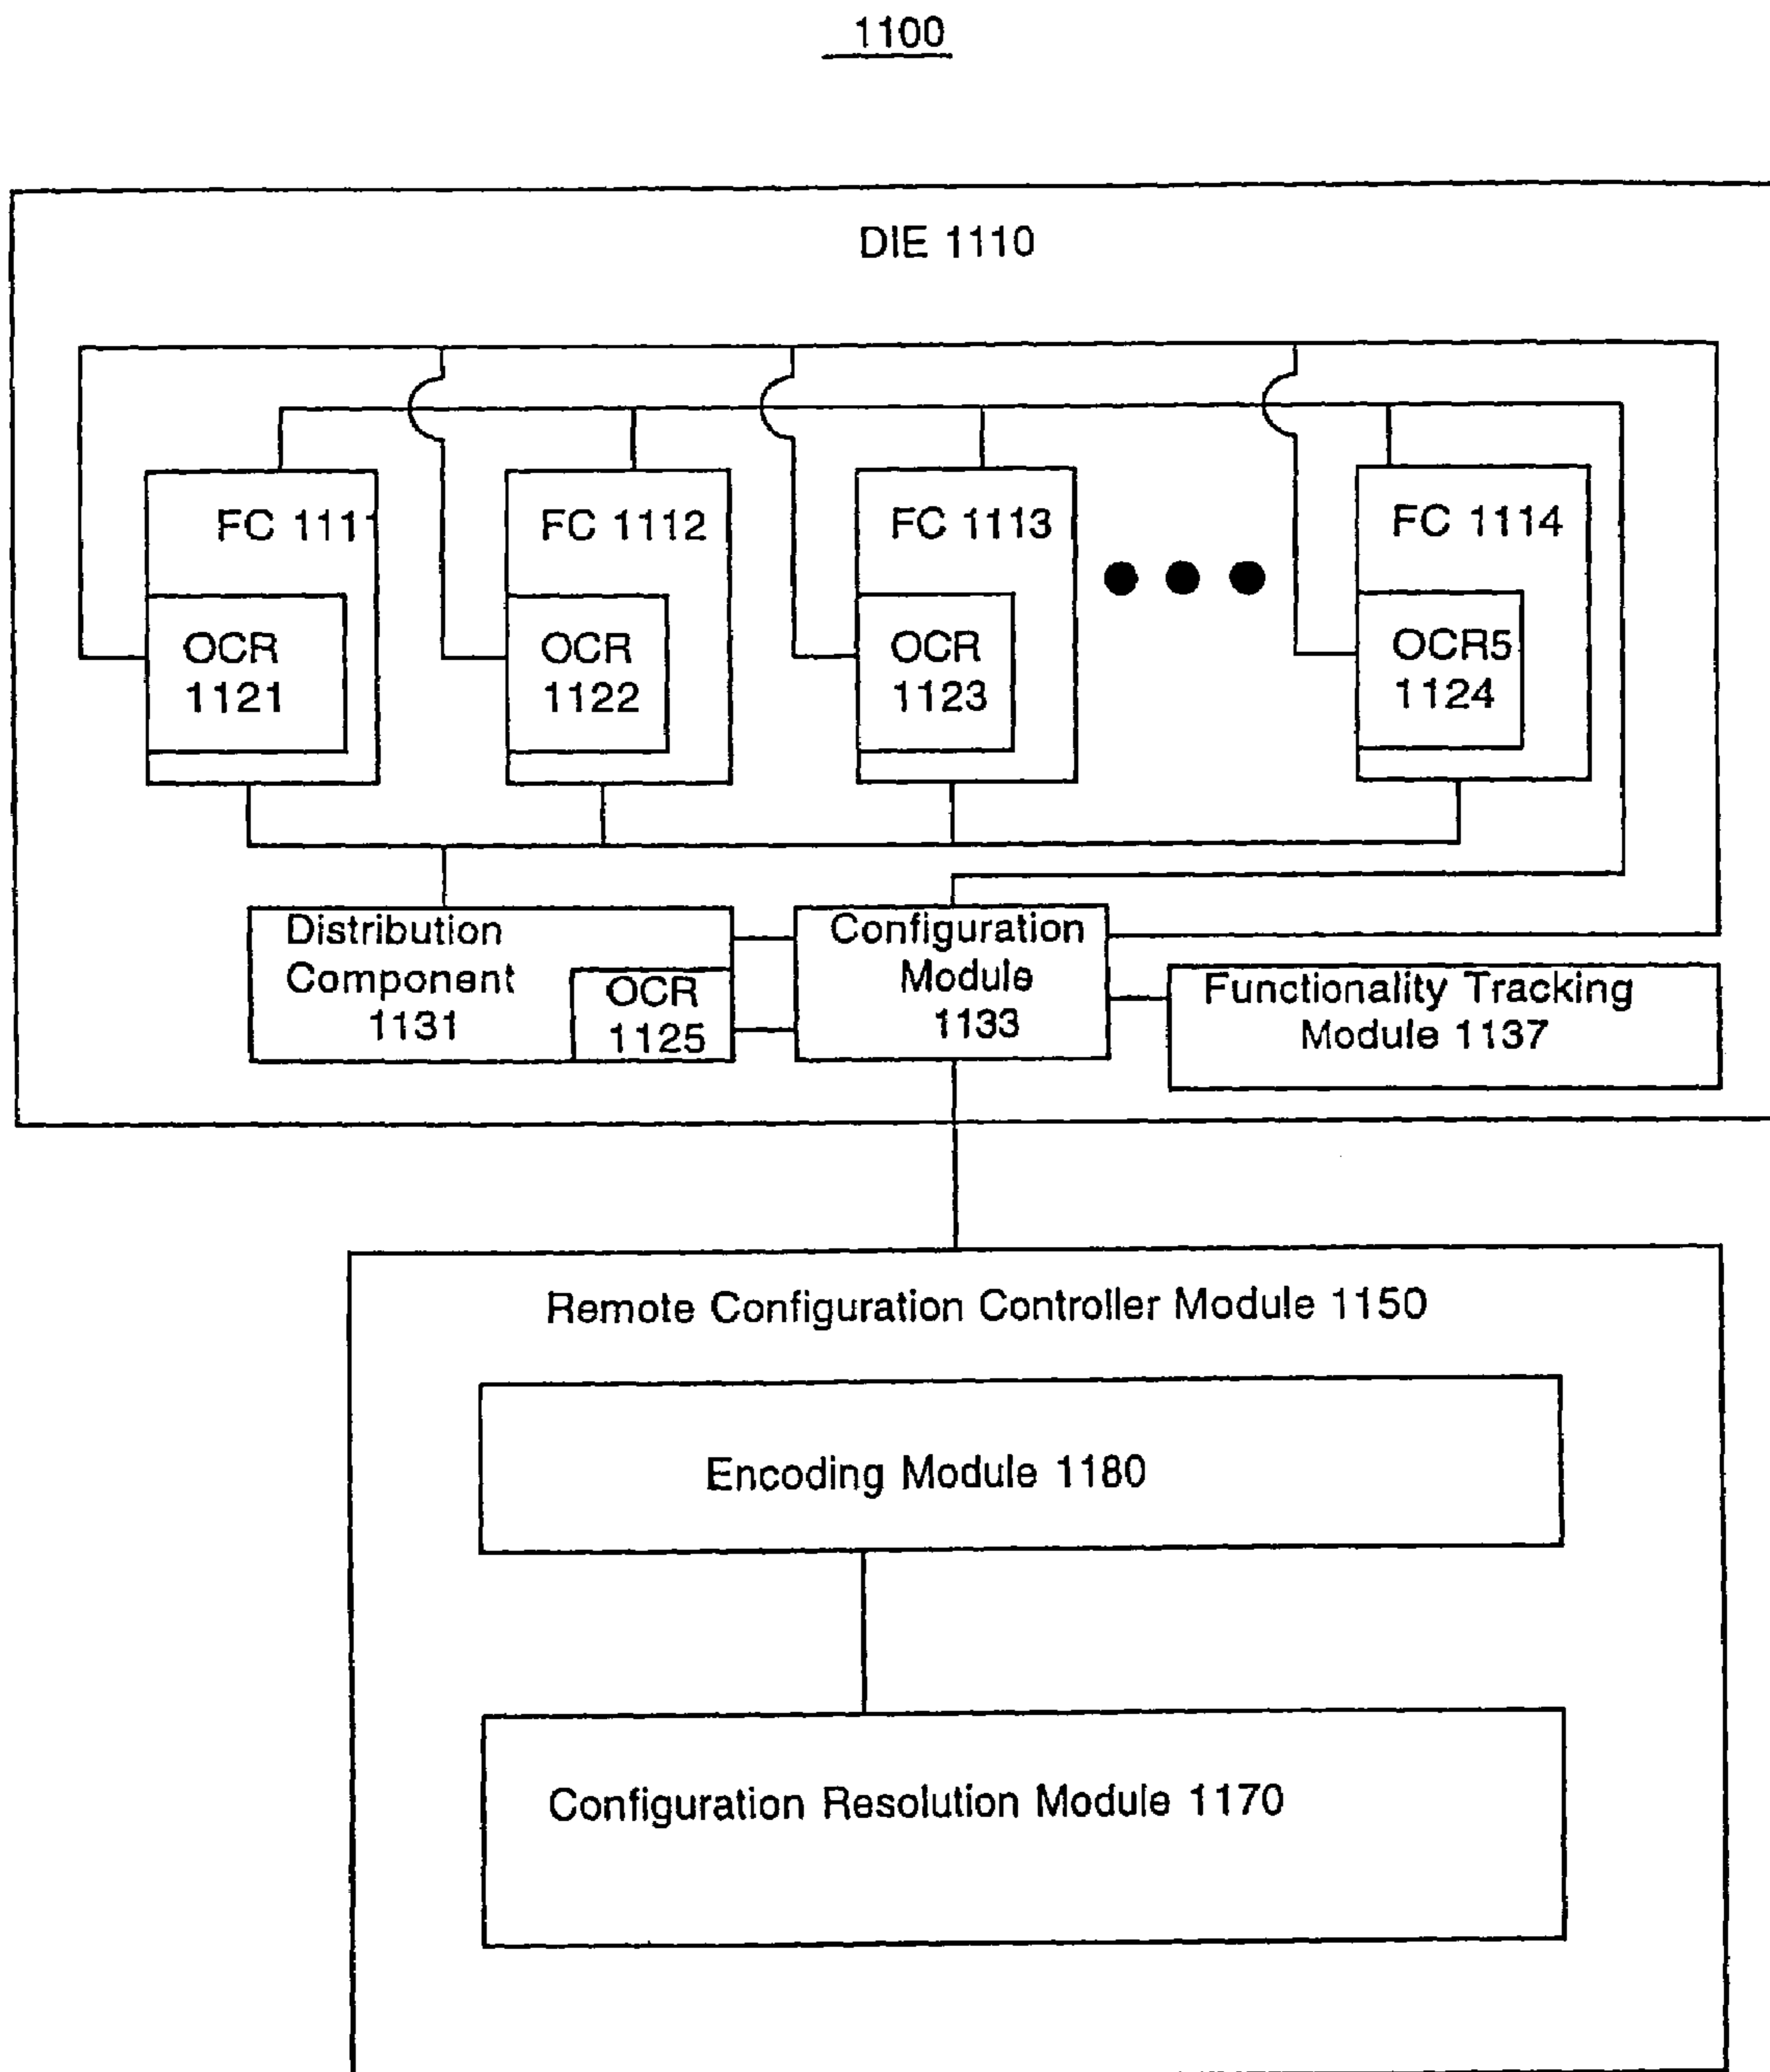 1100
DIE 1110
FC 1111
FC 1112
FC 1113
FC 1114
OCR
1121
OCR
1122
OCR
1123
OCR5
1124
Distribution
Component
1131
OCR
1125
Configuration
Module
1133
Functionality Tracking
Module 1137
Remote Configuration Controller Module 1150
Encoding Module 1180
Configuration Resolution Module 1170